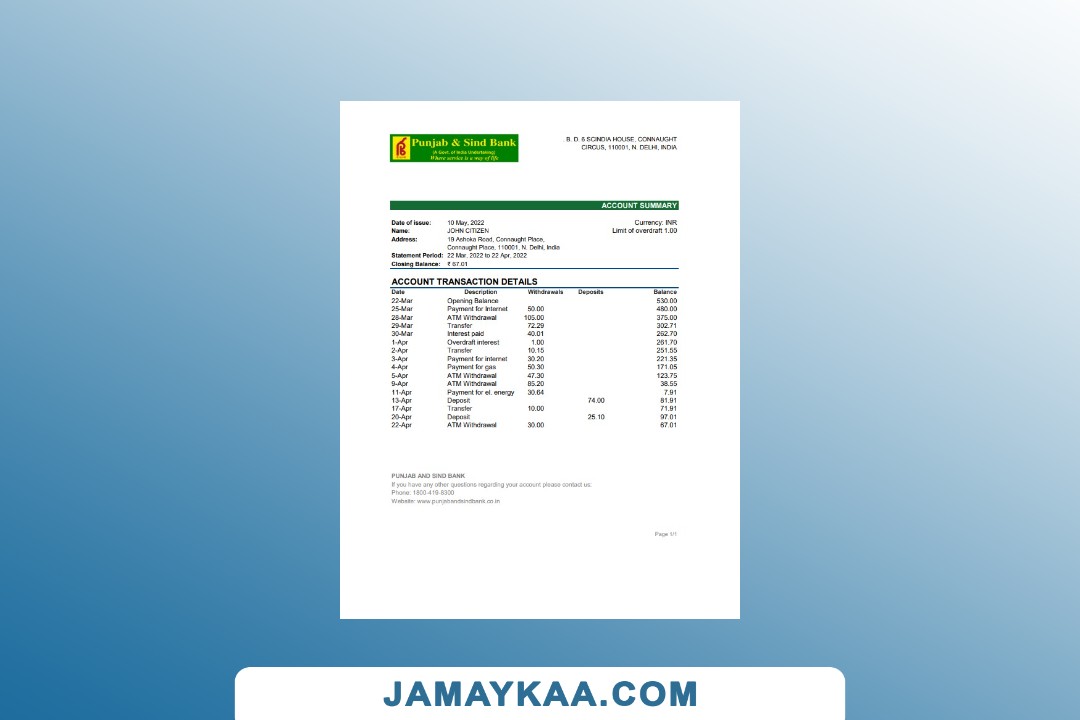 Punjab & Sind Bank
(A Govt. of India Undertaking)
Where service is a way of life
B. D. 6 SCINDIA HOUSE, CONNAUGHT
CIRCUS, 110001, N. DELHI, INDIA
ACCOUNT SUMMARY
Date of issue: 10 May, 2022 Currency: INR
Name: JOHN CITIZEN Limit of overdraft 1.00
Address: 19 Ashoka Road, Connaught Place,
Connaught Place, 110001, N. Delhi, India
Statement Period: 22 Mar, 2022 to 22 Apr, 2022
Closing Balance: ₹ 67.01
ACCOUNT TRANSACTION DETAILS
Date Description Withdrawals Deposits Balance
22-Mar Opening Balance 530.00
25-Mar Payment for Internet 50.00 480.00
28-Mar ATM Withdrawal 105.00 375.00
29-Mar Transfer 72.29 302.71
30-Mar Interest paid 40.01 262.70
1-Apr Overdraft interest 1.00 261.70
2-Apr Transfer 10.15 251.55
3-Apr Payment for internet 30.20 221.35
4-Apr Payment for gas 50.30 171.05
5-Apr ATM Withdrawal 47.30 123.75
9-Apr ATM Withdrawal 85.20 38.55
11-Apr Payment for el. energy 30.64 7.91
13-Apr Deposit 74.00 81.91
17-Apr Transfer 10.00 71.91
20-Apr Deposit 25.10 97.01
22-Apr ATM Withdrawal 30.00 67.01
PUNJAB AND SIND BANK
If you have any other questions regarding your account please contact us:
Phone: 1800-419-8300
Website: www.punjabandsindbank.co.in
Page 1/1
JAMAYKAA.COM